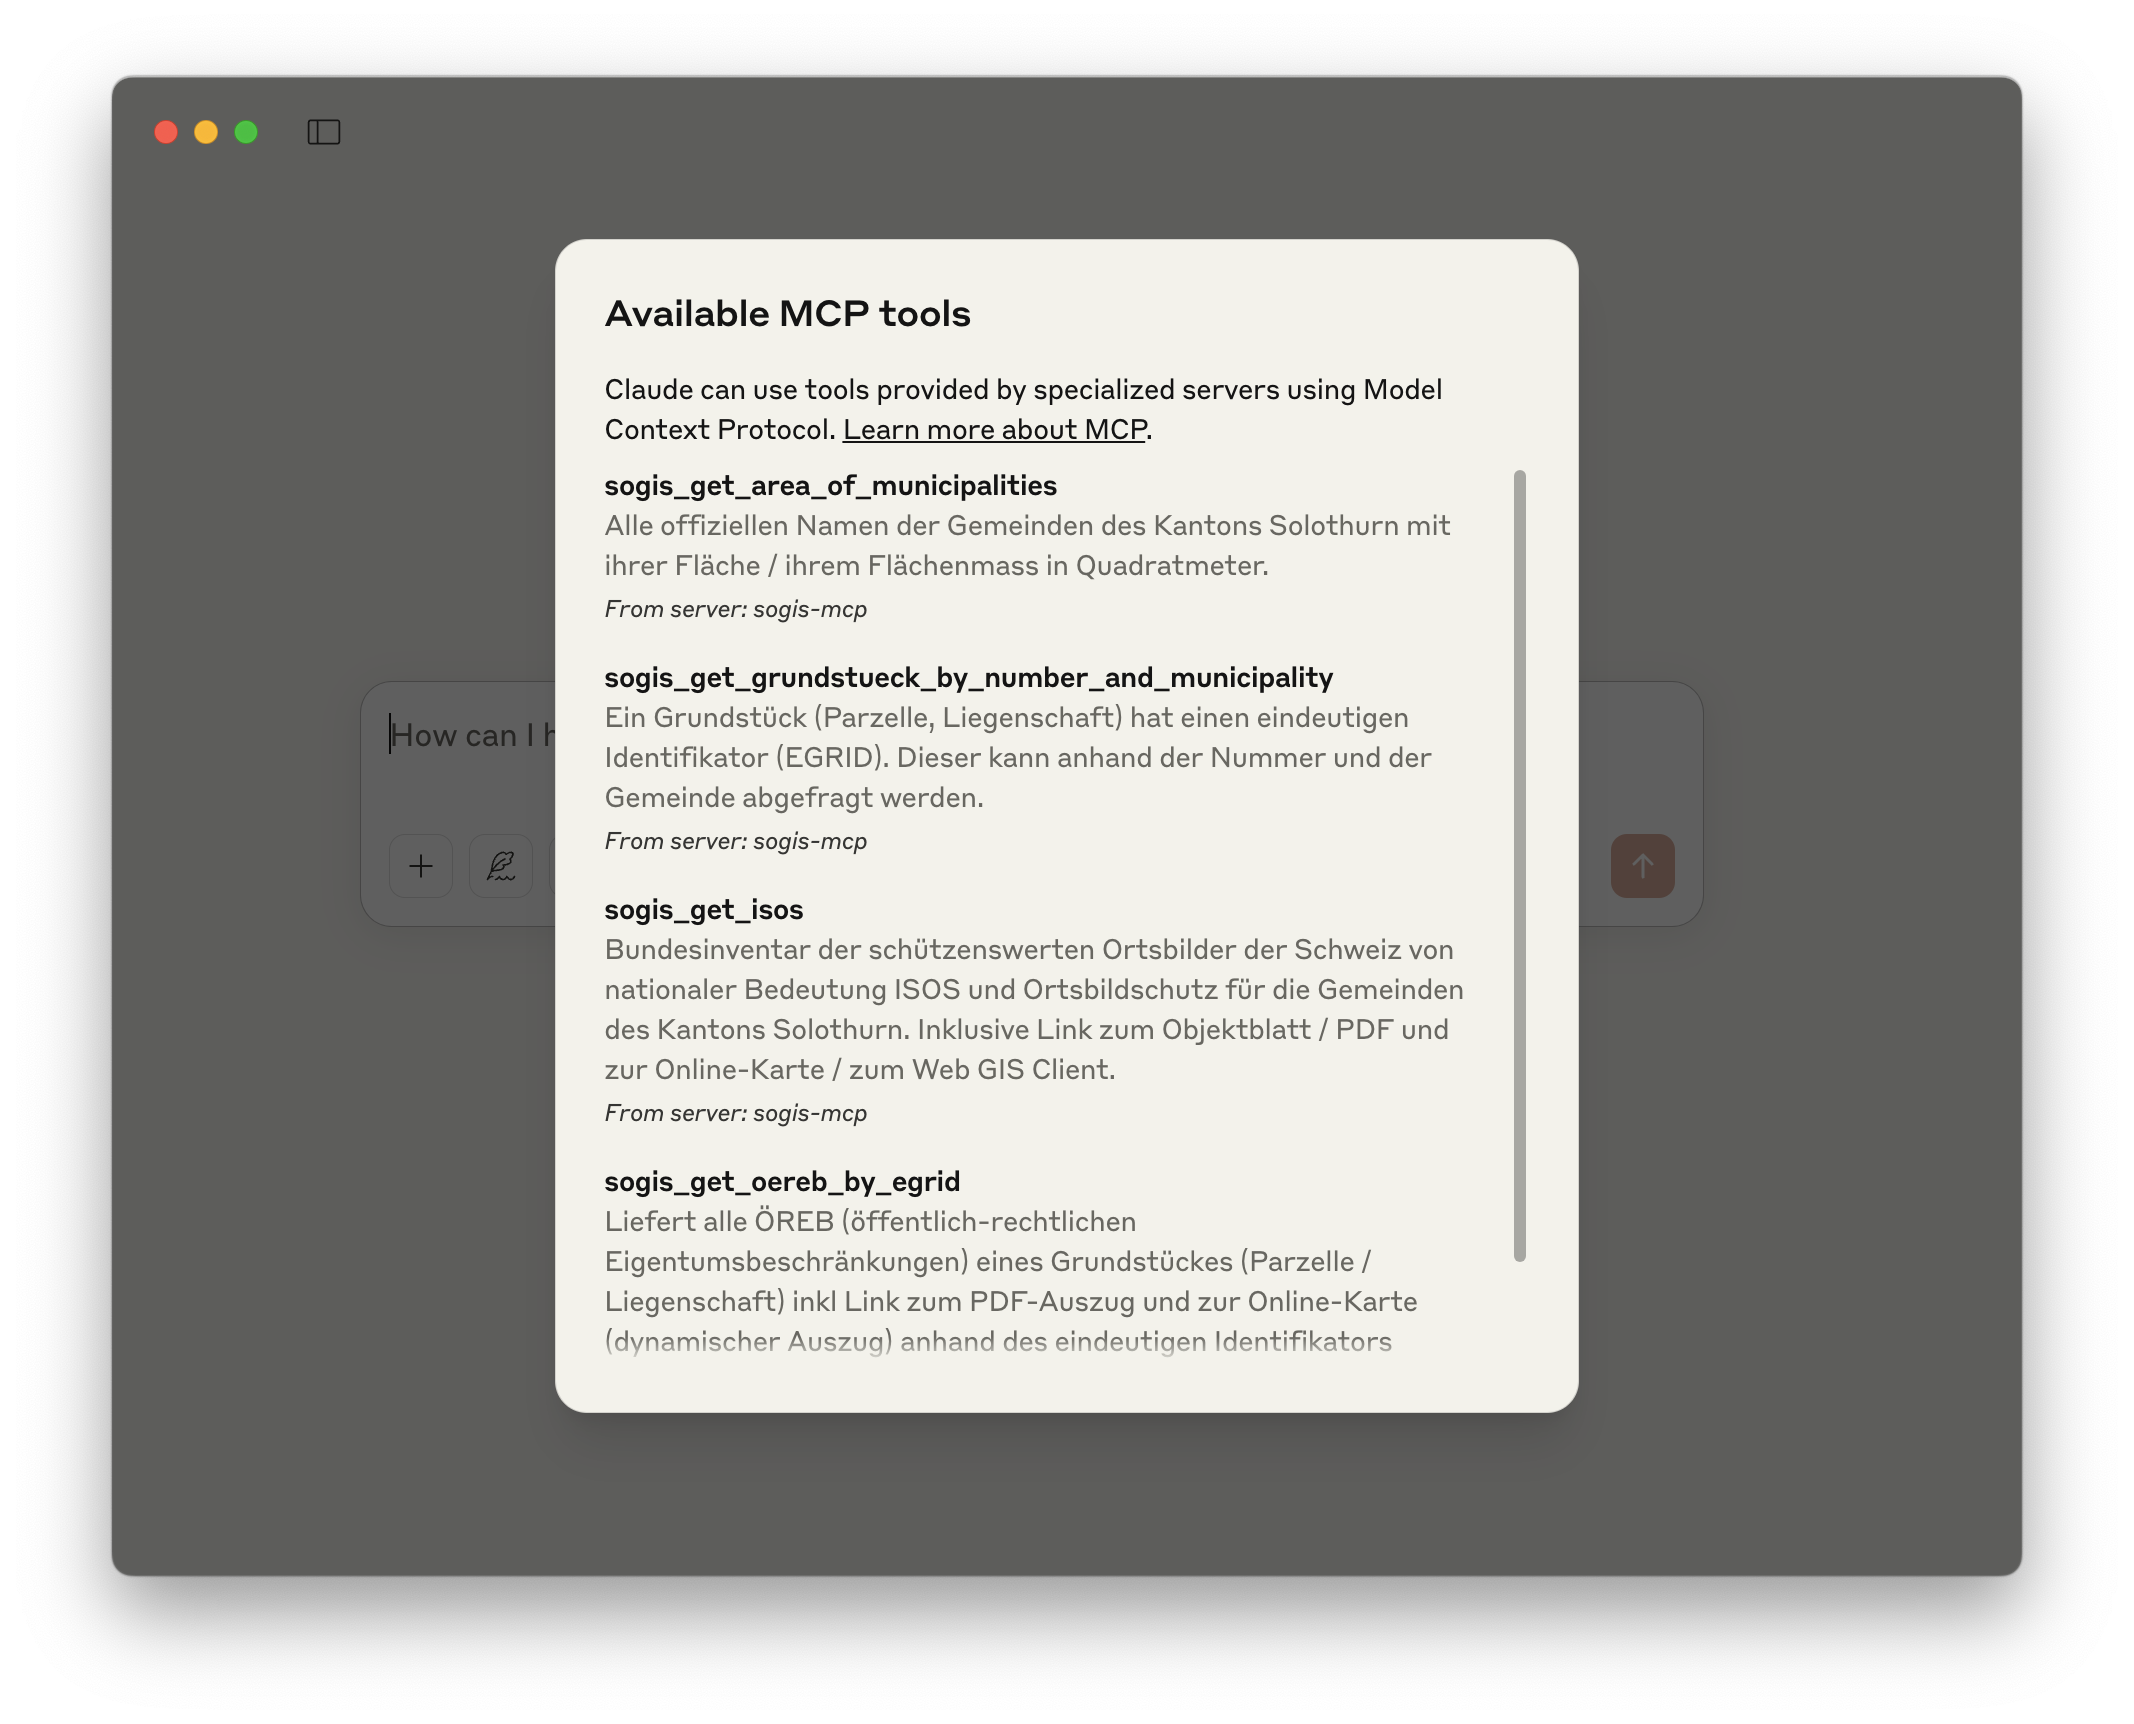 Available MCP tools
Claude can use tools provided by specialized servers using Model
Context Protocol. Learn more about MCP.
sogis_get_area_of_municipalities
Alle offiziellen Namen der Gemeinden des Kantons Solothurn mit
ihrer Fläche / ihrem Flächenmass in Quadratmeter.
From server: sogis-mcp
sogis_get_grundstueck_by_number_and_municipality
Ein Grundstück (Parzelle, Liegenschaft) hat einen eindeutigen
Identifikator (EGRID). Dieser kann anhand der Nummer und der
Gemeinde abgefragt werden.
From server: sogis-mcp
sogis_get_isos
Bundesinventar der schützenswerten Ortsbilder der Schweiz von
nationaler Bedeutung ISOS und Ortsbildschutz für die Gemeinden
des Kantons Solothurn. Inklusive Link zum Objektblatt / PDF und
zur Online-Karte / zum Web GIS Client.
From server: sogis-mcp
sogis_get_oereb_by_egrid
Liefert alle ÖREB (öffentlich-rechtlichen
Eigentumsbeschränkungen) eines Grundstückes (Parzelle /
Liegenschaft) inkl Link zum PDF-Auszug und zur Online-Karte
(dynamischer Auszug) anhand des eindeutigen Identifikators
How can I h